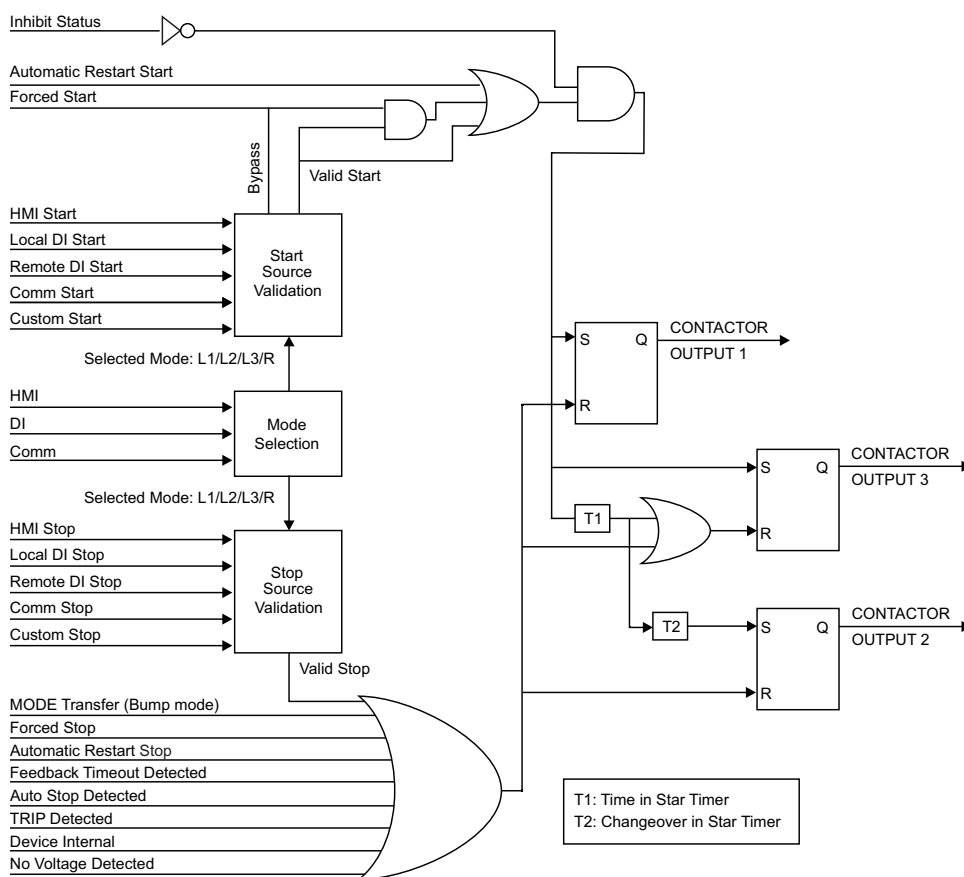 Inhibit Status
Automatic Restart Start
Forced Start
Bypass
Valid Start
HMI Start
Local DI Start
Remote DI Start
Comm Start
Custom Start
Start
Source
Validation
Selected Mode: L1/L2/L3/R
HMI
DI
Comm
Mode
Selection
Selected Mode: L1/L2/L3/R
HMI Stop
Local DI Stop
Remote DI Stop
Comm Stop
Custom Stop
Stop
Source
Validation
Valid Stop
MODE Transfer (Bump mode)
Forced Stop
Automatic Restart Stop
Feedback Timeout Detected
Auto Stop Detected
TRIP Detected
Device Internal
No Voltage Detected
S
Q
R
CONTACTOR
OUTPUT 1
S
Q
R
CONTACTOR
OUTPUT 3
T1
T2
S
Q
R
CONTACTOR
OUTPUT 2
T1: Time in Star Timer
T2: Changeover in Star Timer